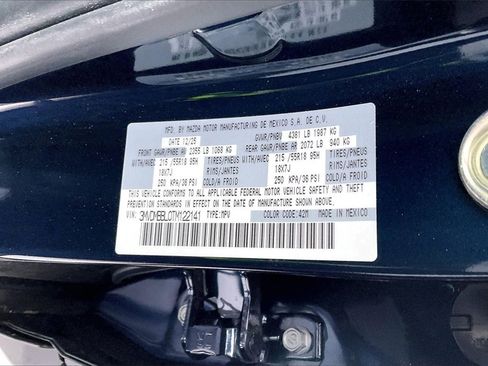 MFD. BY MAZDA MOTOR MANUFACTURING DE MEXICO S.A. DE C.V.
DATE 12/25 GVWR/PNBV 4381 LB 1987 KG
FRONT GAWR/PNBE AV 2355 LB 1068 KG REAR GAWR/PNBE AR 2072 LB 940 KG
WITH/AVEC 215 /55R18 95H TIRES/PNEUS WITH/AVEC 215 /55R18 95H TIRES/PNEUS
18X7J RIMS/JANTES 18X7J RIMS/JANTES
250 KPA/36 PSI COLD/A FROID 250 KPA/36 PSI COLD/A FROID
THIS VEHICLE CONFORMS TO ALL APPLICABLE FEDERAL MOTOR VEHICLE SAFETY/THEFT
PREVENTION STANDARDS IN EFFECT ON THE DATE OF MANUFACTURE SHOWN ABOVE.
VIN: TYPE:MPV COLOR CODE:42M MADE IN MEXICO